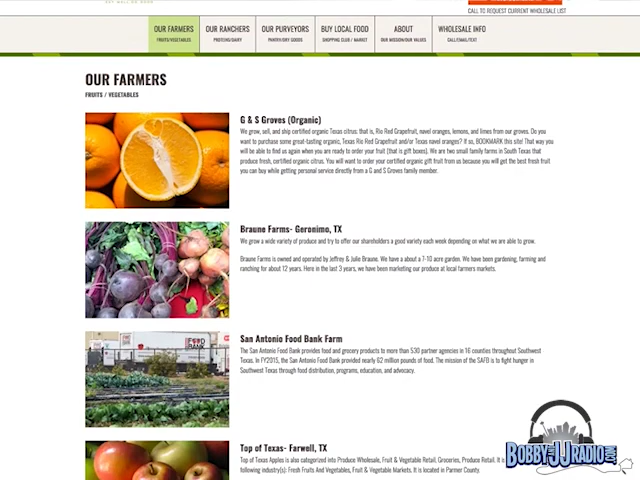 EAT WELL DO GOOD
CALL TO REQUEST CURRENT WHOLESALE LIST
OUR FARMERS
FRUITS/VEGETABLES
OUR RANCHERS
PROTEINS/DAIRY
OUR PURVEYORS
PANTRY/DRY GOODS
BUY LOCAL FOOD
SHOPPING CLUB / MARKET
ABOUT
OUR MISSION/OUR VALUES
WHOLESALE INFO
CALL/EMAIL/TEXT
OUR FARMERS
FRUITS / VEGETABLES
G & S Groves (Organic)
We grow, sell, and ship certified organic Texas citrus: that is, Rio Red Grapefruit, navel oranges, lemons, and limes from our groves. Do you
want to purchase some great-tasting organic, Texas Rio Red Grapefruit and/or Texas navel oranges? If so, BOOKMARK this site! That way you
will be able to find us again when you are ready to order your fruit (that is gift boxes). We are two small family farms in South Texas that
produce fresh, certified organic citrus. You will want to order your certified organic gift fruit from us because you will get the best fresh fruit
you can buy while getting personal service directly from a G and S Groves family member.
Braune Farms- Geronimo, TX
We grow a wide variety of produce and try to offer our shareholders a good variety each week depending on what we are able to grow.
Braune Farms is owned and operated by Jeffrey & Julie Braune. We have a about a 7-10 acre garden. We have been gardening, farming and
ranching for about 12 years. Here in the last 3 years, we have been marketing our produce at local farmers markets.
San Antonio Food Bank Farm
The San Antonio Food Bank provides food and grocery products to more than 530 partner agencies in 16 counties throughout Southwest
Texas. In FY2015, the San Antonio Food Bank provided nearly 62 million pounds of food. The mission of the SAFB is to fight hunger in
Southwest Texas through food distribution, programs, education, and advocacy.
FOOD BANK
Top of Texas- Farwell, TX
Top of Texas Apples is also categorized into Produce Wholesale, Fruit & Vegetable Retail, Groceries, Produce Retail. It is
following industry(s): Fresh Fruits And Vegetables, Fruit & Vegetable Markets. It is located in Parmer County.
BOBBY AND JJ RADIO.COM